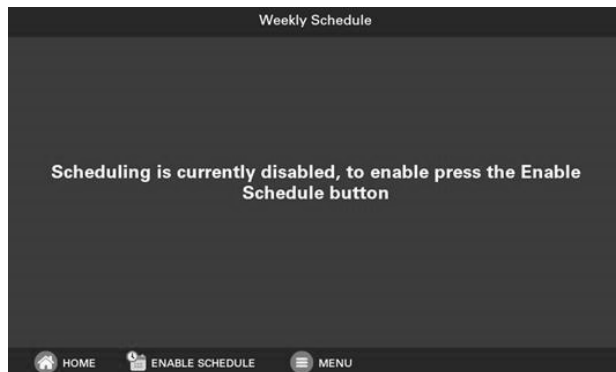 Weekly Schedule
Scheduling is currently disabled, to enable press the Enable
Schedule button
HOME
ENABLE SCHEDULE
MENU